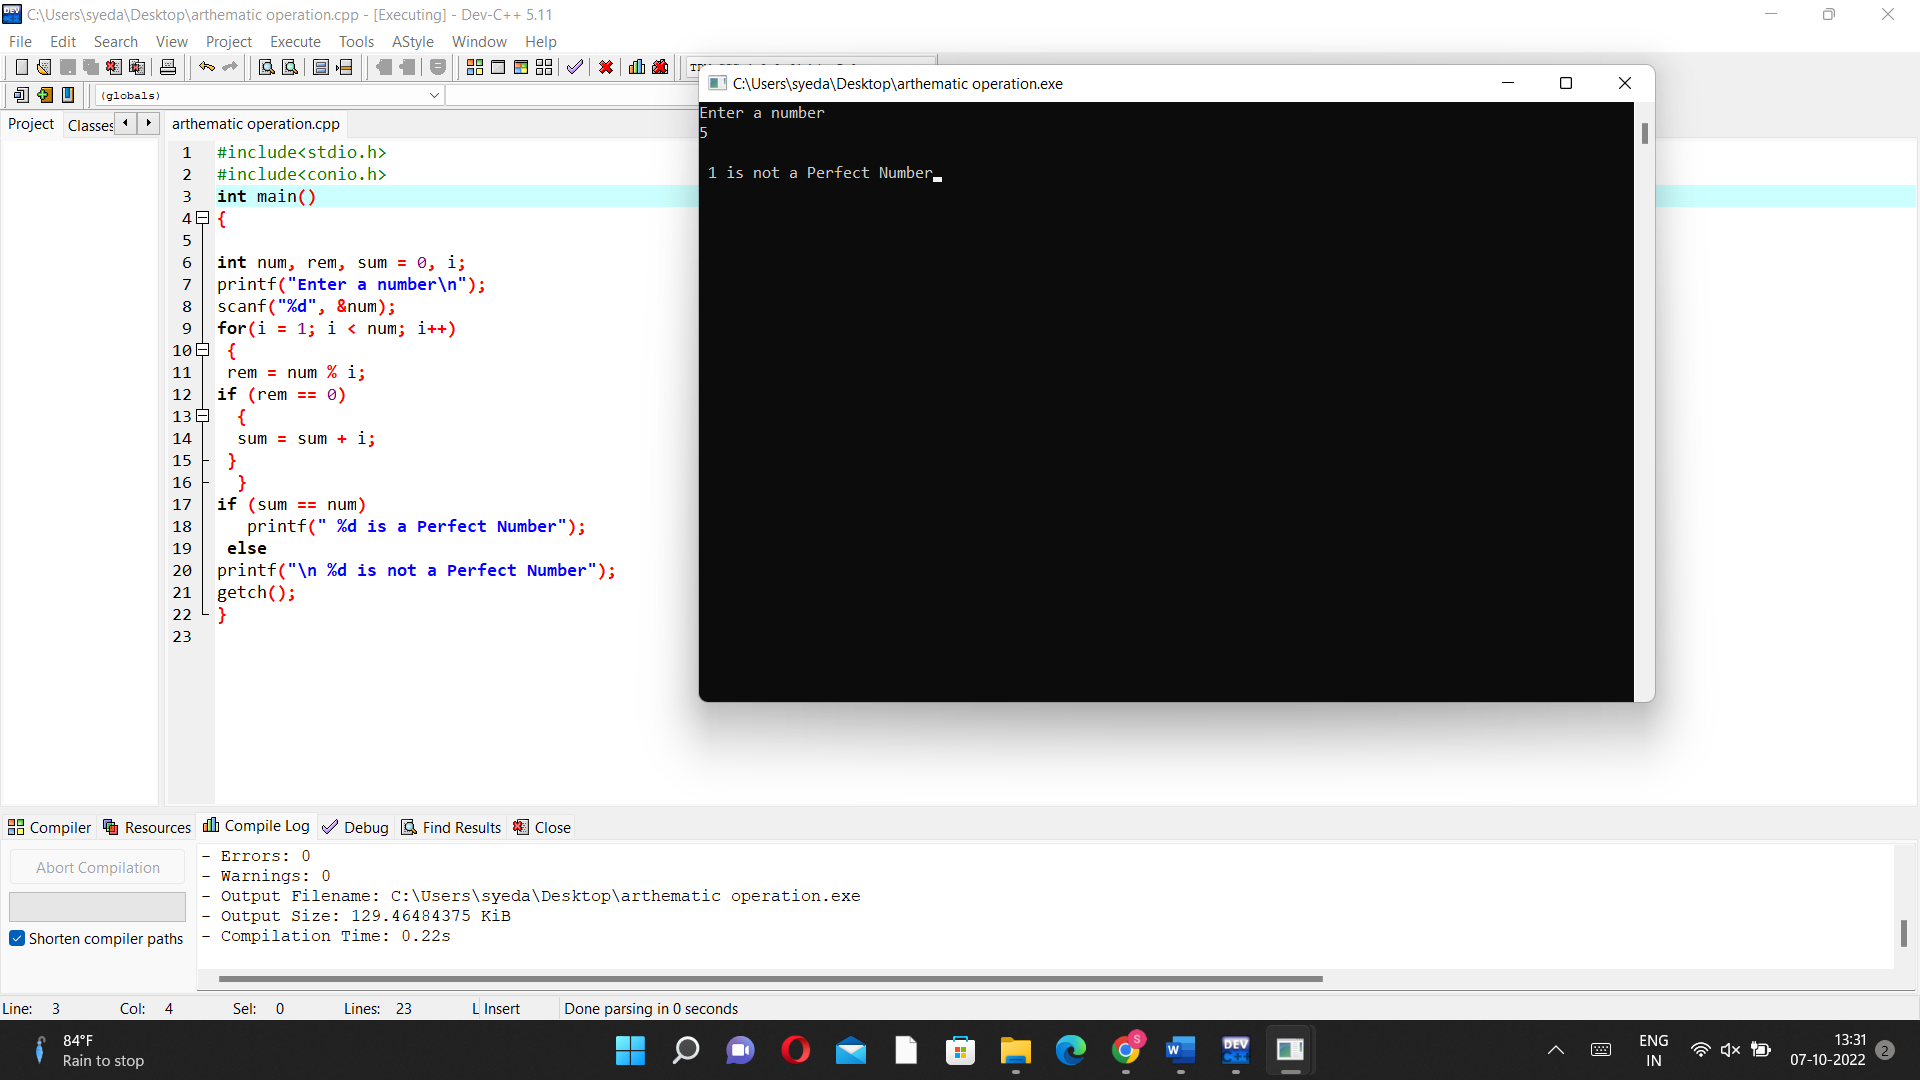 C:\Users\syeda\Desktop\arthematic operation.cpp - [Executing] - Dev-C++ 5.11
File Edit Search View Project Execute Tools AStyle Window Help
(globals)
Project Classes arthematic operation.cpp
1 #include<stdio.h>
2 #include<conio.h>
3 int main()
4 {
5
6 int num, rem, sum = 0, i;
7 printf("Enter a number\n");
8 scanf("%d", &num);
9 for(i = 1; i < num; i++)
10 {
11 rem = num % i;
12 if (rem == 0)
13 {
14 sum = sum + i;
15 }
16 }
17 if (sum == num)
18 printf(" %d is a Perfect Number");
19 else
20 printf("\n %d is not a Perfect Number");
21 getch();
22 }
23
C:\Users\syeda\Desktop\arthematic operation.exe
Enter a number
5
1 is not a Perfect Number
Compiler Resources Compile Log Debug Find Results Close
Abort Compilation
Shorten compiler paths
- Errors: 0
- Warnings: 0
- Output Filename: C:\Users\syeda\Desktop\arthematic operation.exe
- Output Size: 129.46484375 KiB
- Compilation Time: 0.22s
Line: 3 Col: 4 Sel: 0 Lines: 23 L Insert Done parsing in 0 seconds
84°F
Rain to stop
S
W
DEV
C++
ENG
IN
13:31
07-10-2022
2